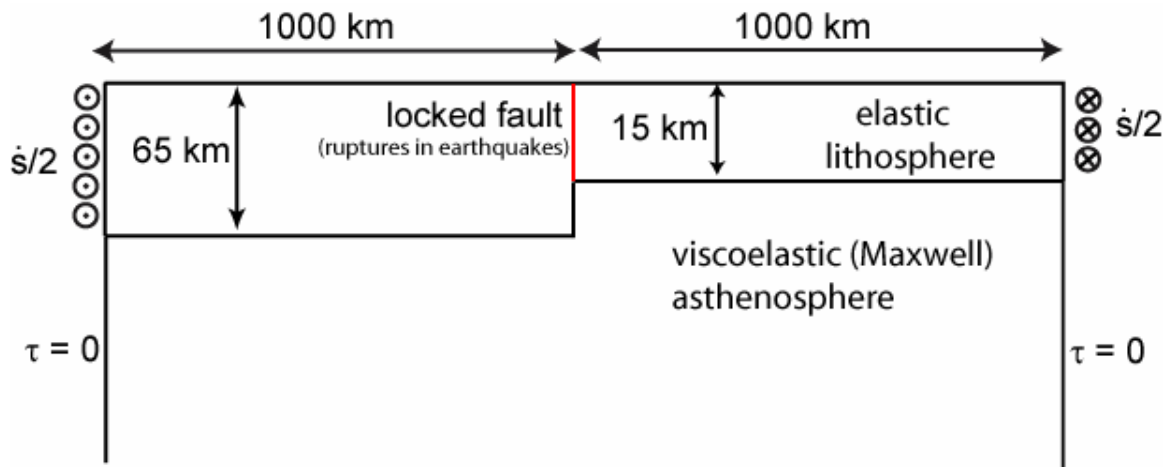 1000 km 1000 km
locked fault
(ruptures in earthquakes)
65 km
15 km
elastic
lithosphere
ṡ/2
ṡ/2
viscoelastic (Maxwell)
asthenosphere
τ = 0
τ = 0